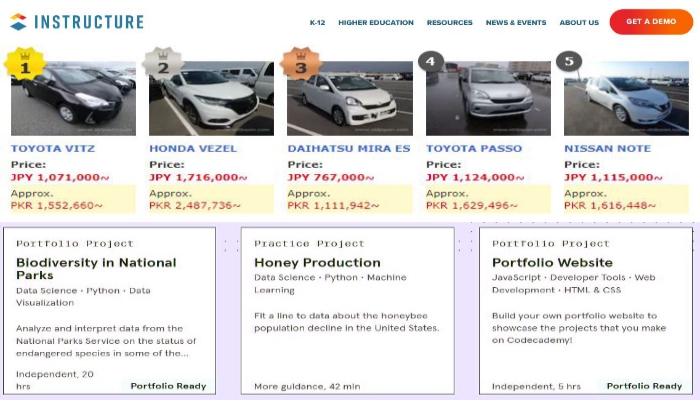 INSTRUCTURE
K-12 HIGHER EDUCATION RESOURCES NEWS & EVENTS ABOUT US GET A DEMO
1 2 3 4 5
TOYOTA VITZ HONDA VEZEL DAIHATSU MIRA ES TOYOTA PASSO NISSAN NOTE
Price: Price: Price: Price: Price:
JPY 1,071,000~ JPY 1,716,000~ JPY 767,000~ JPY 1,124,000~ JPY 1,115,000~
Approx. Approx. Approx. Approx. Approx.
PKR 1,552,660~ PKR 2,487,736~ PKR 1,111,942~ PKR 1,629,496~ PKR 1,616,448~
Portfolio Project
Biodiversity in National
Parks
Data Science • Python • Data
Visualization
Analyze and interpret data from the
National Parks Service on the status of
endangered species in some of the...
Independent, 20
hrs
Portfolio Ready
Practice Project
Honey Production
Data Science • Python • Machine
Learning
Fit a line to data about the honeybee
population decline in the United States.
More guidance, 42 min
Portfolio Project
Portfolio Website
JavaScript • Developer Tools • Web
Development • HTML & CSS
Build your own portfolio website to
showcase the projects that you make
on Codecademy!
Independent, 5 hrs
Portfolio Ready